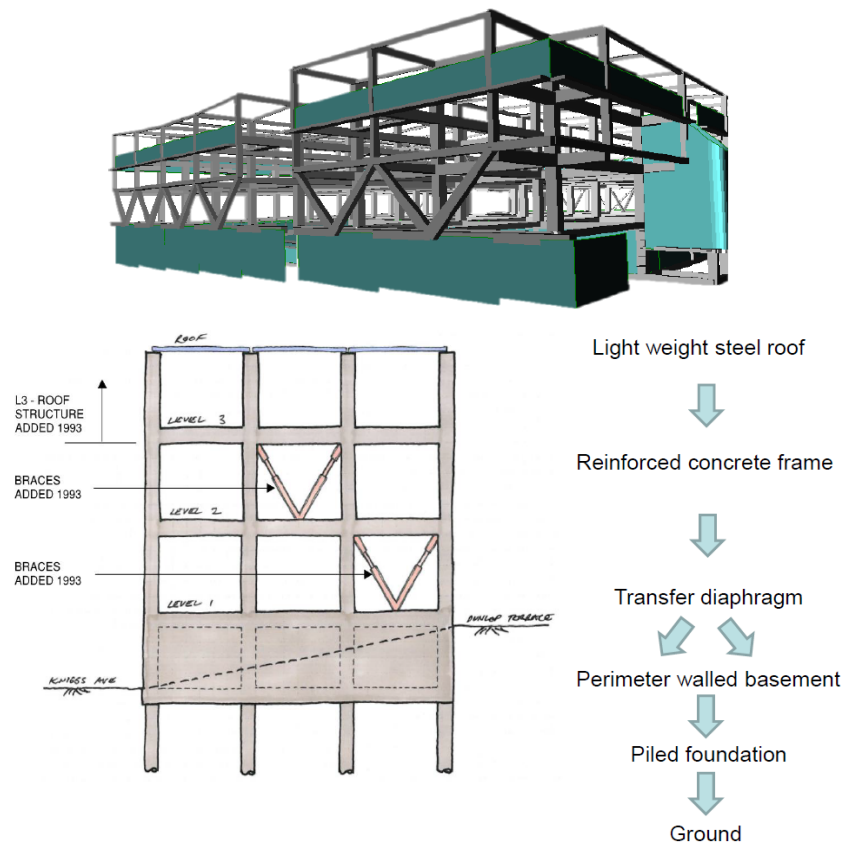 ROOF
L3 - ROOF
STRUCTURE
ADDED 1993
LEVEL 3
BRACES
ADDED 1993
LEVEL 2
BRACES
ADDED 1993
LEVEL 1
DUNLOP TERRACE
KNIGGS AVE
Light weight steel roof
Reinforced concrete frame
Transfer diaphragm
Perimeter walled basement
Piled foundation
Ground